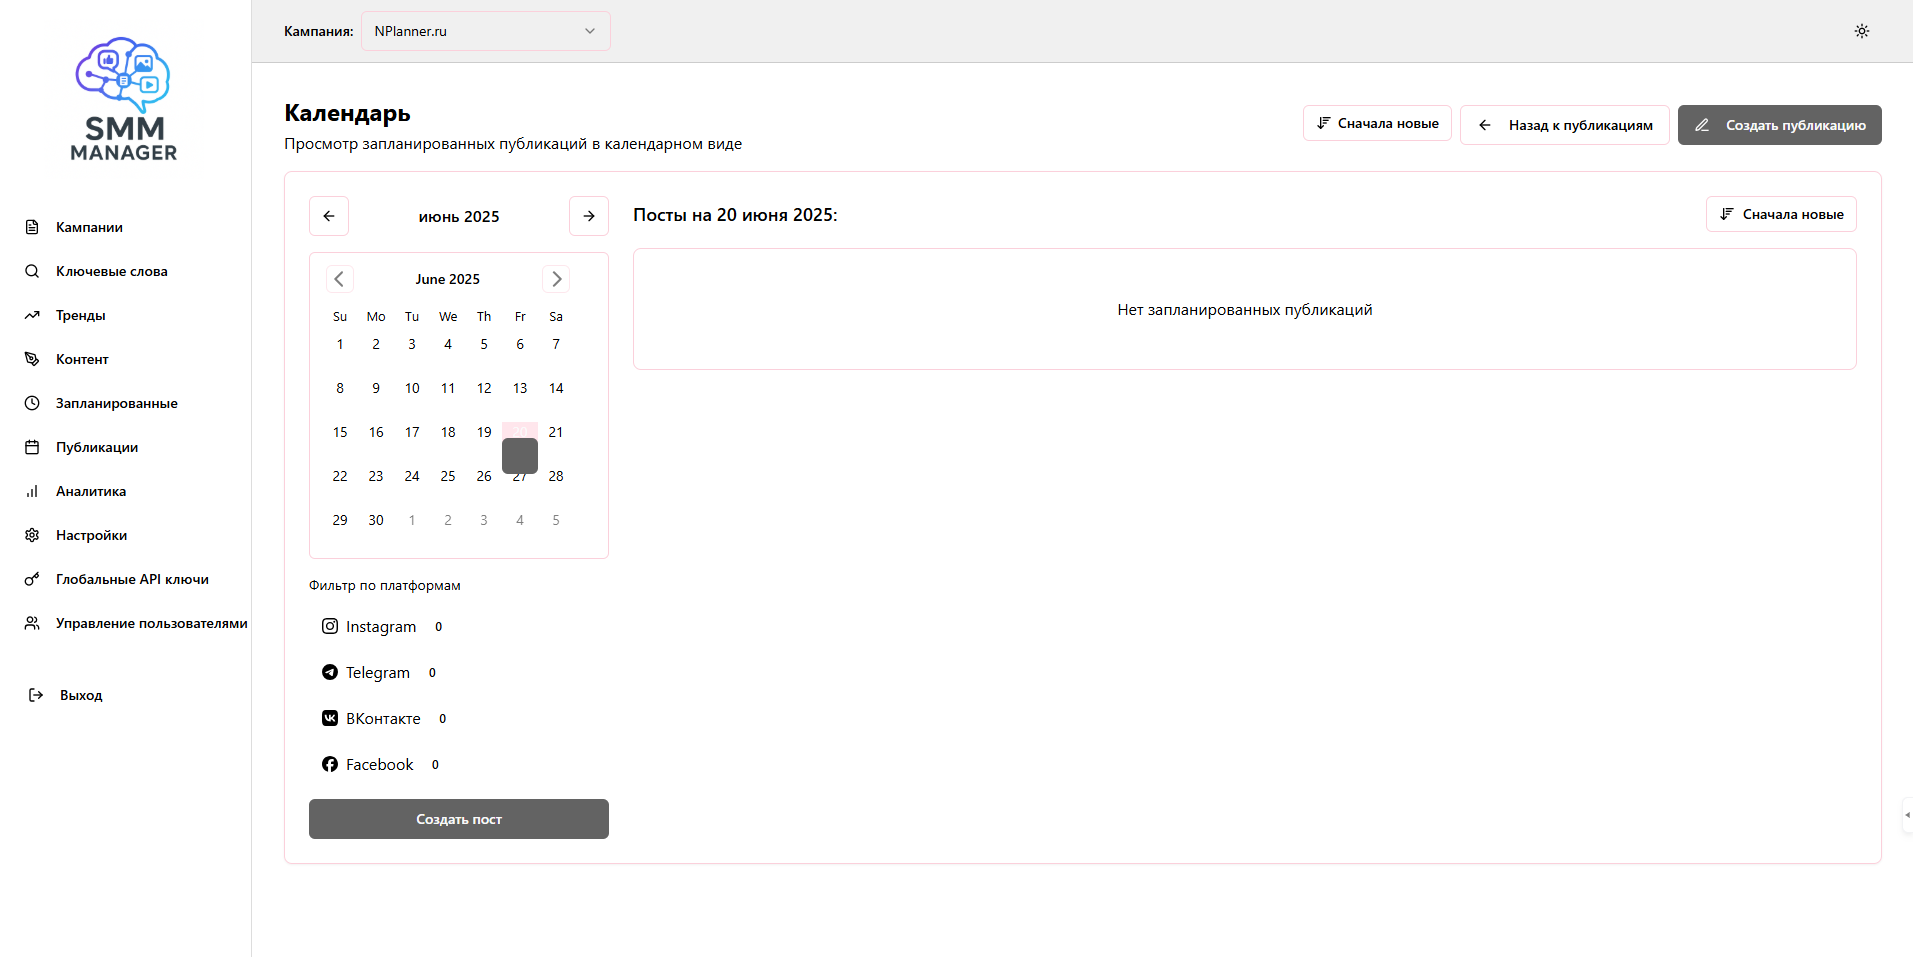 SMM
MANAGER
Кампании
Ключевые слова
Тренды
Контент
Запланированные
Публикации
Аналитика
Настройки
Глобальные API ключи
Управление пользователями
Выход
Кампания: NPlanner.ru
Календарь
Просмотр запланированных публикаций в календарном виде
Сначала новые Назад к публикациям Создать публикацию
июнь 2025
June 2025
Su Mo Tu We Th Fr Sa
1 2 3 4 5 6 7
8 9 10 11 12 13 14
15 16 17 18 19 20 21
22 23 24 25 26 27 28
29 30 1 2 3 4 5
Фильтр по платформам
Instagram 0
Telegram 0
ВКонтакте 0
Facebook 0
Создать пост
Посты на 20 июня 2025:
Сначала новые
Нет запланированных публикаций